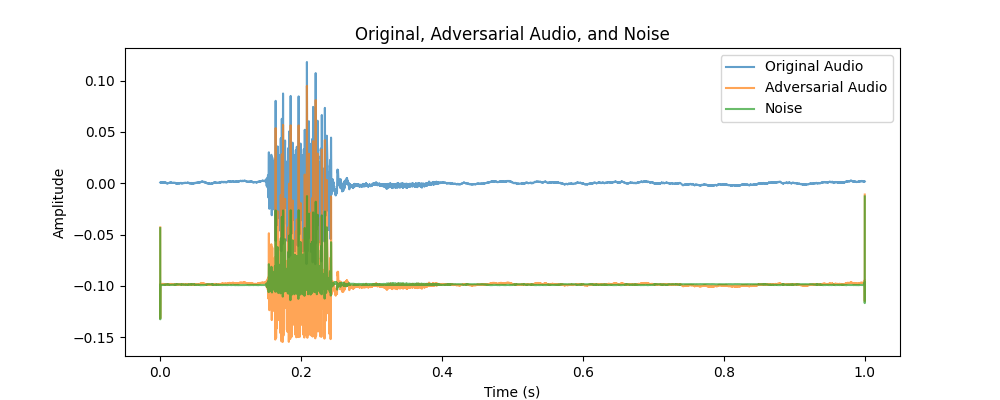 Original, Adversarial Audio, and Noise
Original Audio
Adversarial Audio
Noise
Amplitude
0.10
0.05
0.00
−0.05
−0.10
−0.15
0.0 0.2 0.4 0.6 0.8 1.0
Time (s)